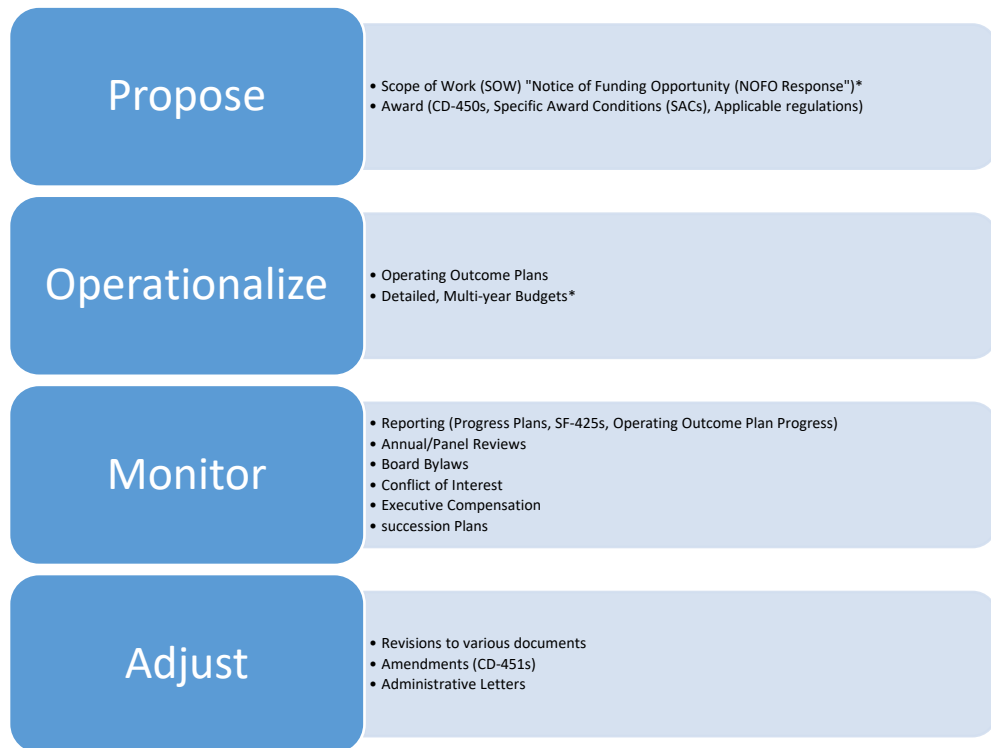 Propose
• Scope of Work (SOW) "Notice of Funding Opportunity (NOFO Response")*
• Award (CD-450s, Specific Award Conditions (SACs), Applicable regulations)
Operationalize
• Operating Outcome Plans
• Detailed, Multi-year Budgets*
Monitor
• Reporting (Progress Plans, SF-425s, Operating Outcome Plan Progress)
• Annual/Panel Reviews
• Board Bylaws
• Conflict of Interest
• Executive Compensation
• succession Plans
Adjust
• Revisions to various documents
• Amendments (CD-451s)
• Administrative Letters